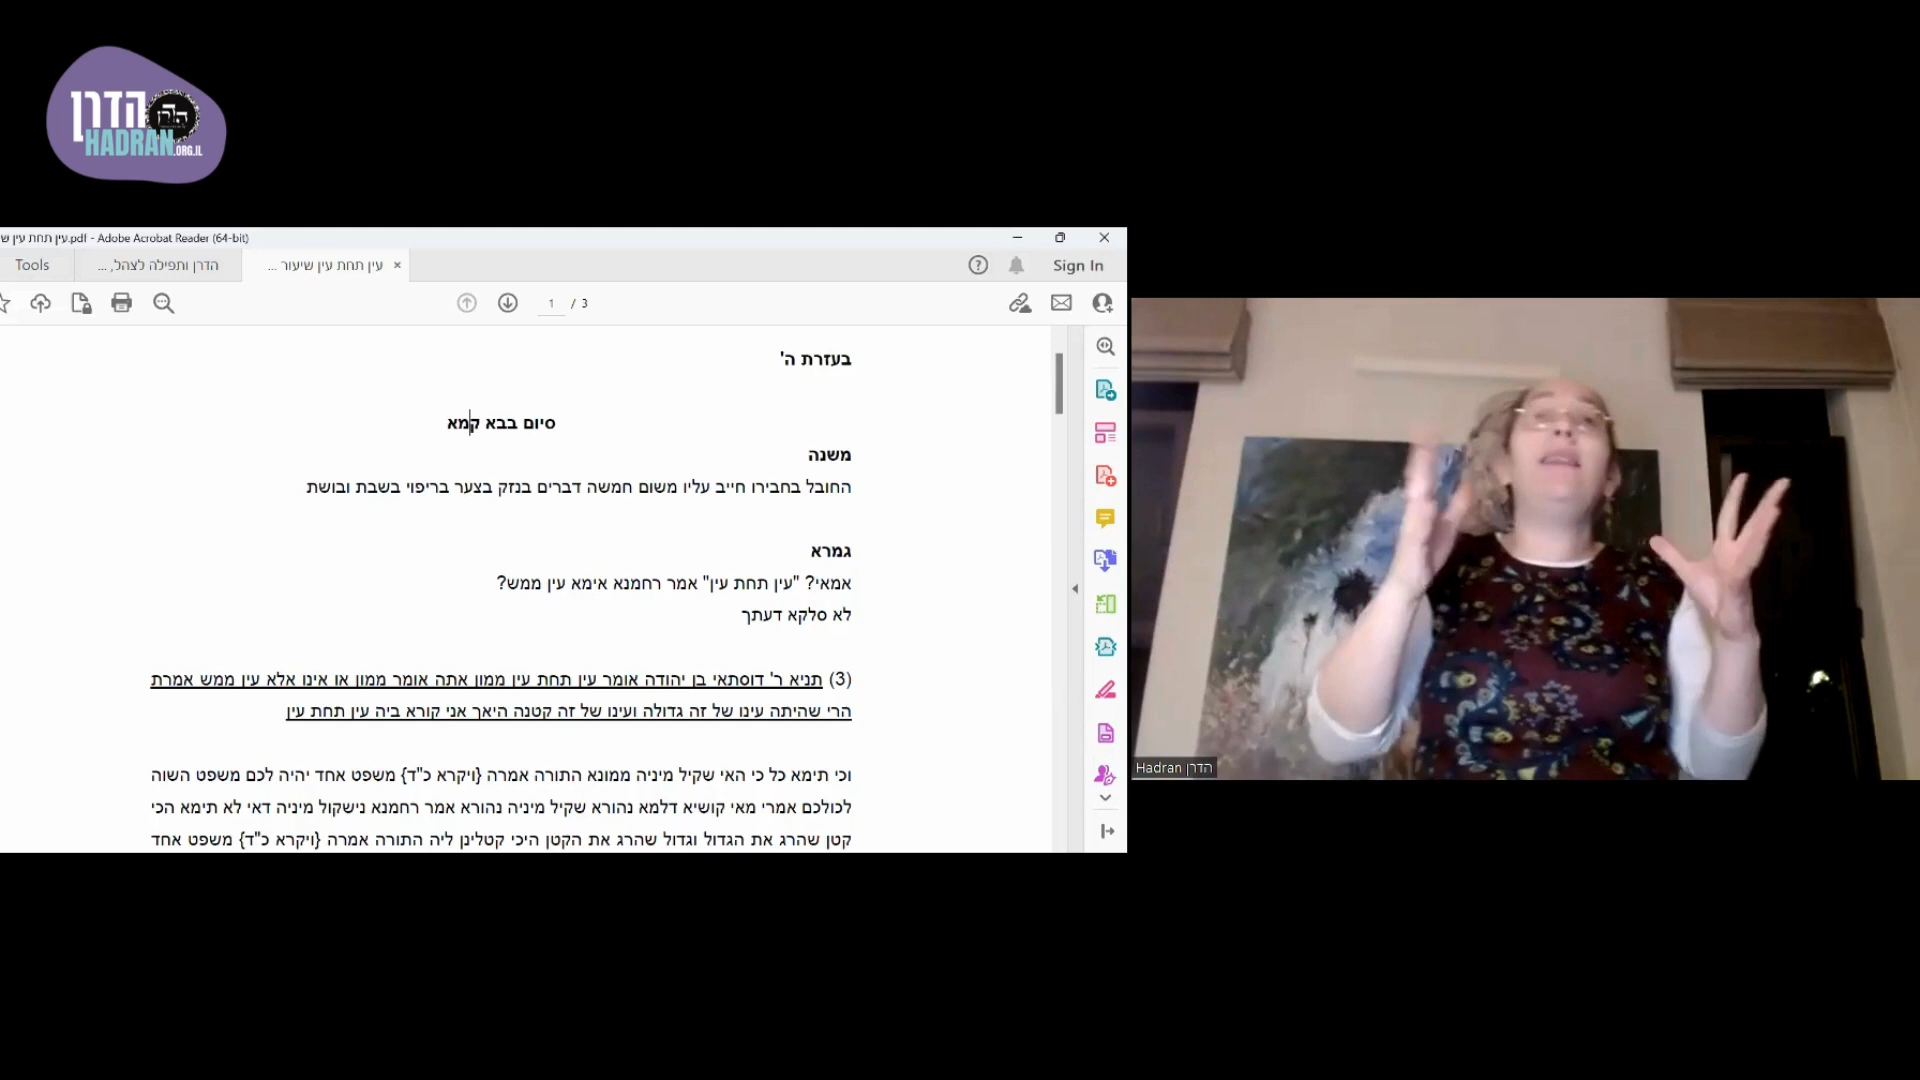 הדרן
HADRAN.ORG.IL
עין תחת עין ש.pdf - Adobe Acrobat Reader (64-bit)
Tools
הדרן ותפילה לצהל, ...
עין תחת עין שיעור ...
Sign In
1 / 3
בעזרת ה'
סיום בבא קמא
משנה
החובל בחבירו חייב עליו משום חמשה דברים בנזק בצער בריפוי בשבת ובושת
גמרא
אמאי? "עין תחת עין" אמר רחמנא אימא עין ממש?
לא סלקא דעתך
(3) תניא ר' דוסתאי בן יהודה אומר עין תחת עין ממון אתה אומר ממון או אינו אלא עין ממש אמרת
הרי שהיתה עינו של זה גדולה ועינו של זה קטנה היאך אני קורא ביה עין תחת עין
וכי תימא כל כי האי שקיל מיניה ממונא התורה אמרה {ויקרא כ"ד} משפט אחד יהיה לכם משפט השוה
לכולכם אמרי מאי קושיא דלמא נהורא שקיל מיניה נהורא אמר רחמנא נישקול מיניה דאי לא תימא הכי
קטן שהרג את הגדול וגדול שהרג את הקטן היכי קטלינן ליה התורה אמרה {ויקרא כ"ד} משפט אחד
Hadran הדרן